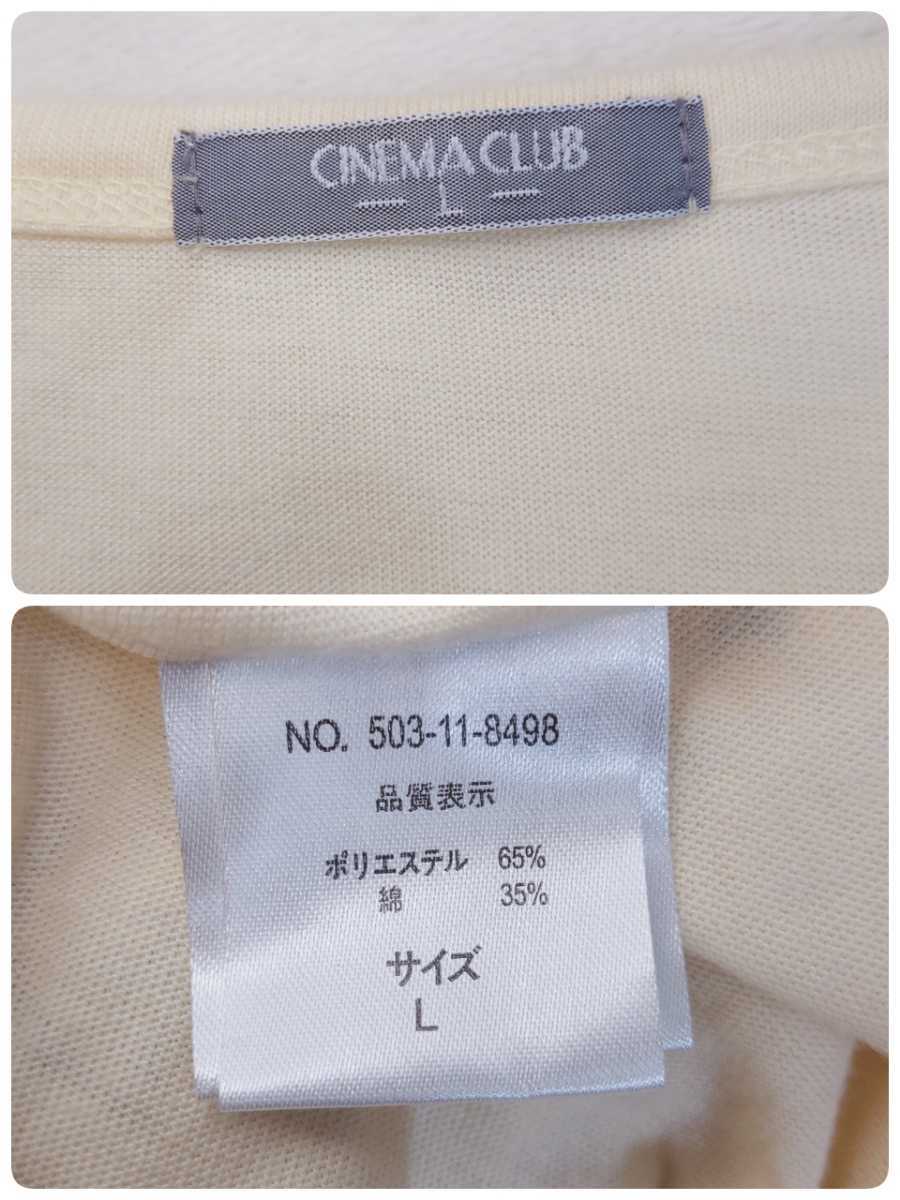 CINEMA CLUB
— L —
NO. 503-11-8498
品質表示
ポリエステル 65%
綿 35%
サイズ
L